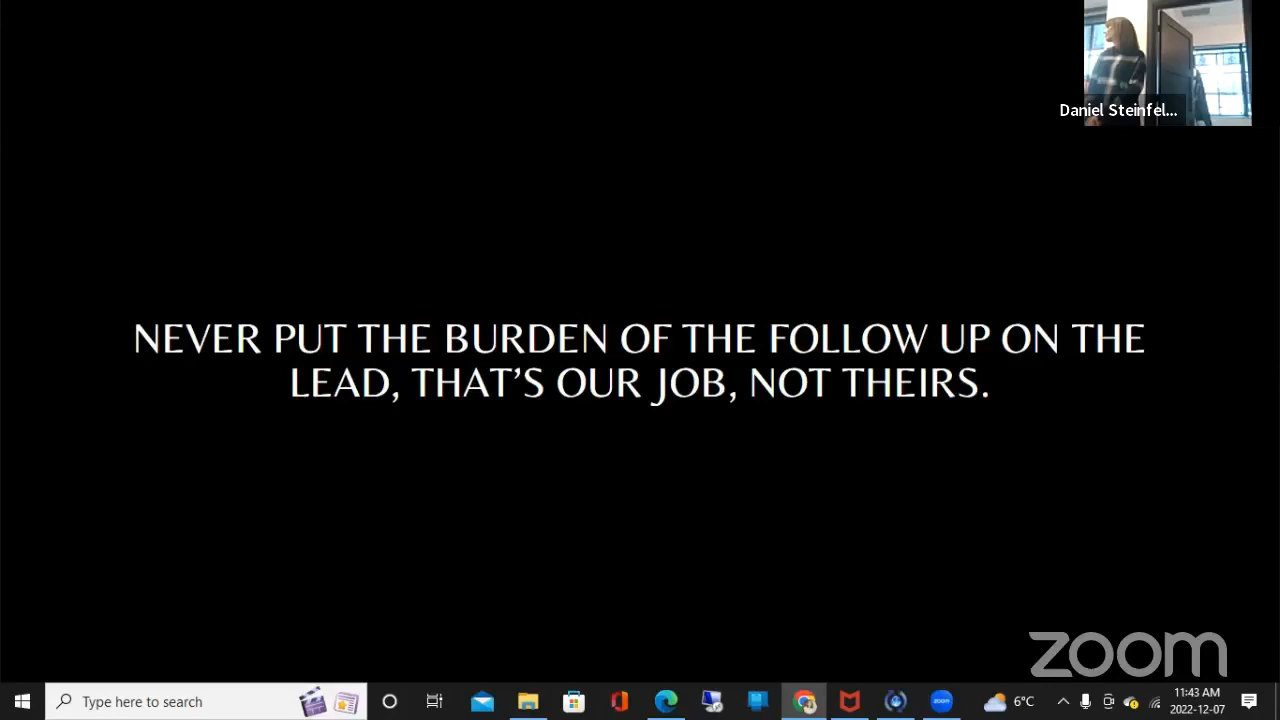 Daniel Steinfel...
NEVER PUT THE BURDEN OF THE FOLLOW UP ON THE
LEAD, THAT’S OUR JOB, NOT THEIRS.
zoom
Type here to search
zoom
6°C
11:43 AM
2022-12-07